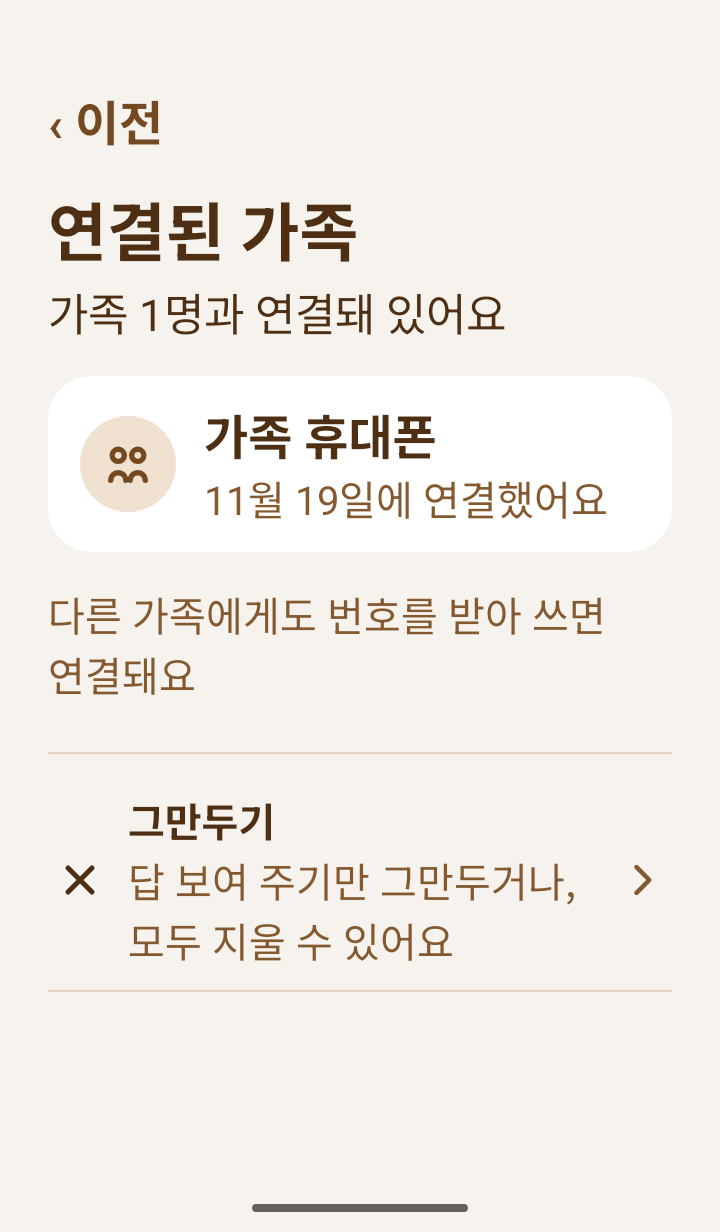 ‹ 이전
연결된 가족
가족 1명과 연결돼 있어요
가족 휴대폰
11월 19일에 연결했어요
다른 가족에게도 번호를 받아 쓰면
연결돼요
그만두기
답 보여 주기만 그만두거나,
모두 지울 수 있어요